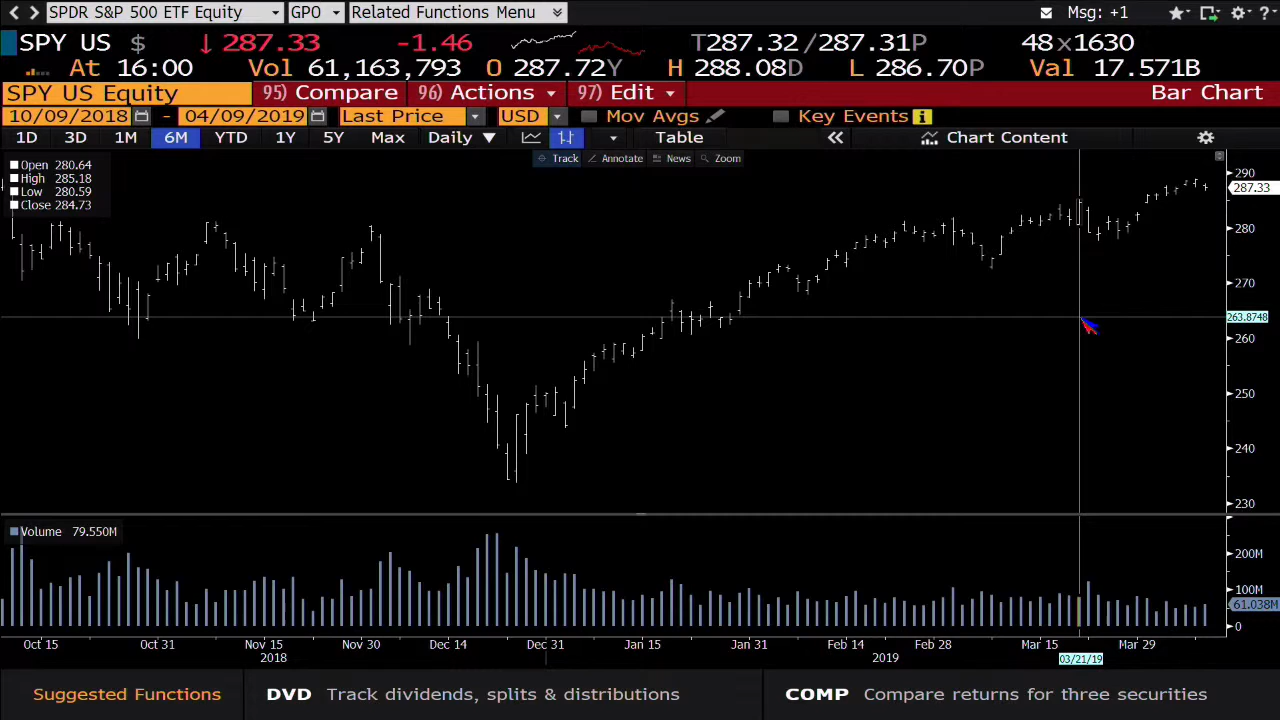 SPDR S&P 500 ETF Equity GPO Related Functions Menu Msg: +1 ?
SPY US $ ↓ 287.33 -1.46 T287.32 /287.31P 48x1630
At 16:00 Vol 61,163,793 O 287.72Y H 288.08D L 286.70P Val 17.571B
SPY US Equity 95) Compare 96) Actions 97) Edit Bar Chart
10/09/2018 - 04/09/2019 Last Price USD Mov Avgs Key Events i
1D 3D 1M 6M YTD 1Y 5Y Max Daily ▼ Table « Chart Content
Track Annotate News Zoom
Open 280.64
High 285.18
Low 280.59
Close 284.73
290
287.33
280
270
263.8748
260
250
240
230
Volume 79.550M
200M
100M
61.038M
0
Oct 15 Oct 31 Nov 15 Nov 30 Dec 14 Dec 31 Jan 15 Jan 31 Feb 14 Feb 28 Mar 15 Mar 29
2018 2019 03/21/19
Suggested Functions DVD Track dividends, splits & distributions COMP Compare returns for three securities